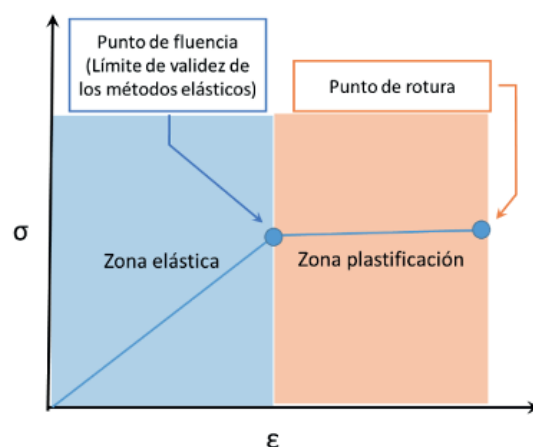 Punto de fluencia
(Límite de validez de
los métodos elásticos)
Punto de rotura
σ
Zona elástica
Zona plastificación
ε